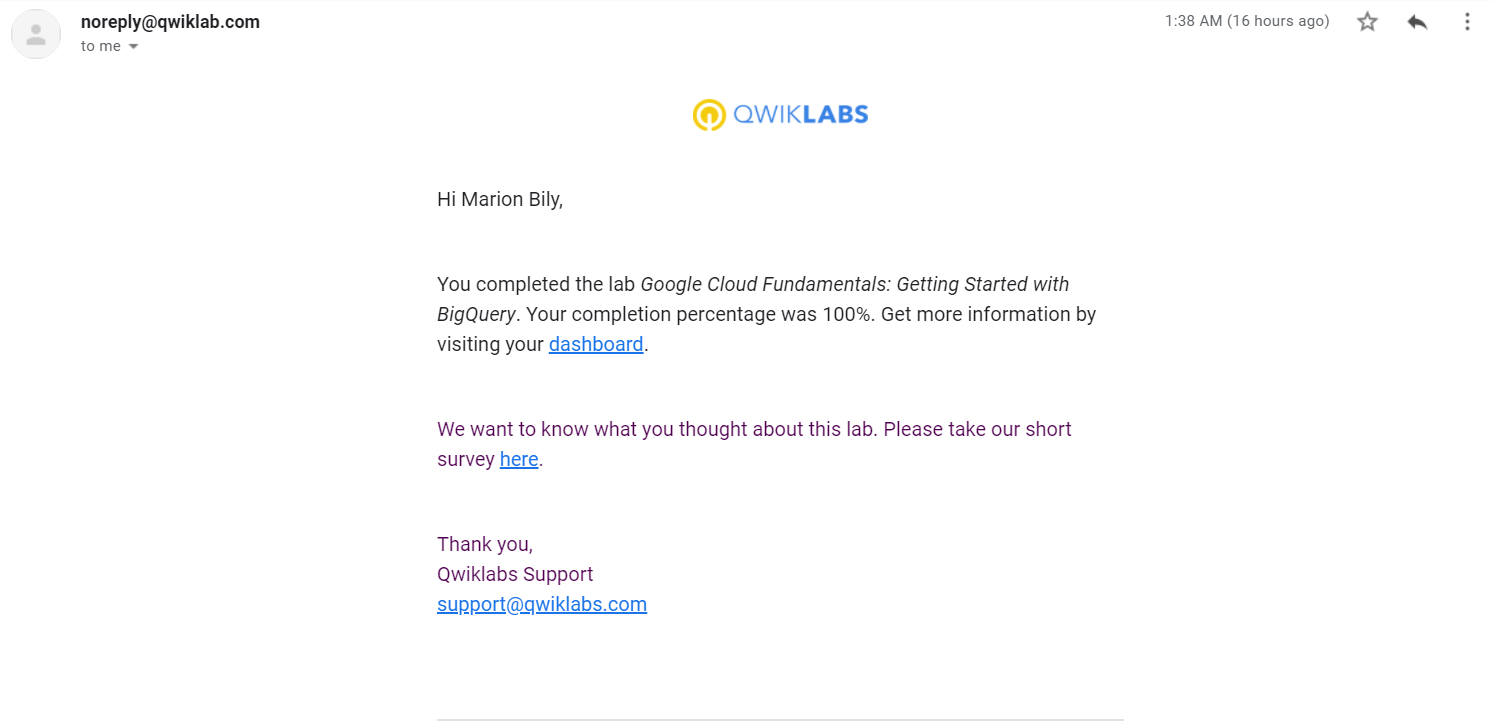 noreply@qwiklab.com
1:38 AM (16 hours ago)
to me
QWIKLABS
Hi Marion Bily,
You completed the lab Google Cloud Fundamentals: Getting Started with
BigQuery. Your completion percentage was 100%. Get more information by
visiting your dashboard.
We want to know what you thought about this lab. Please take our short
survey here.
Thank you,
Qwiklabs Support
support@qwiklabs.com